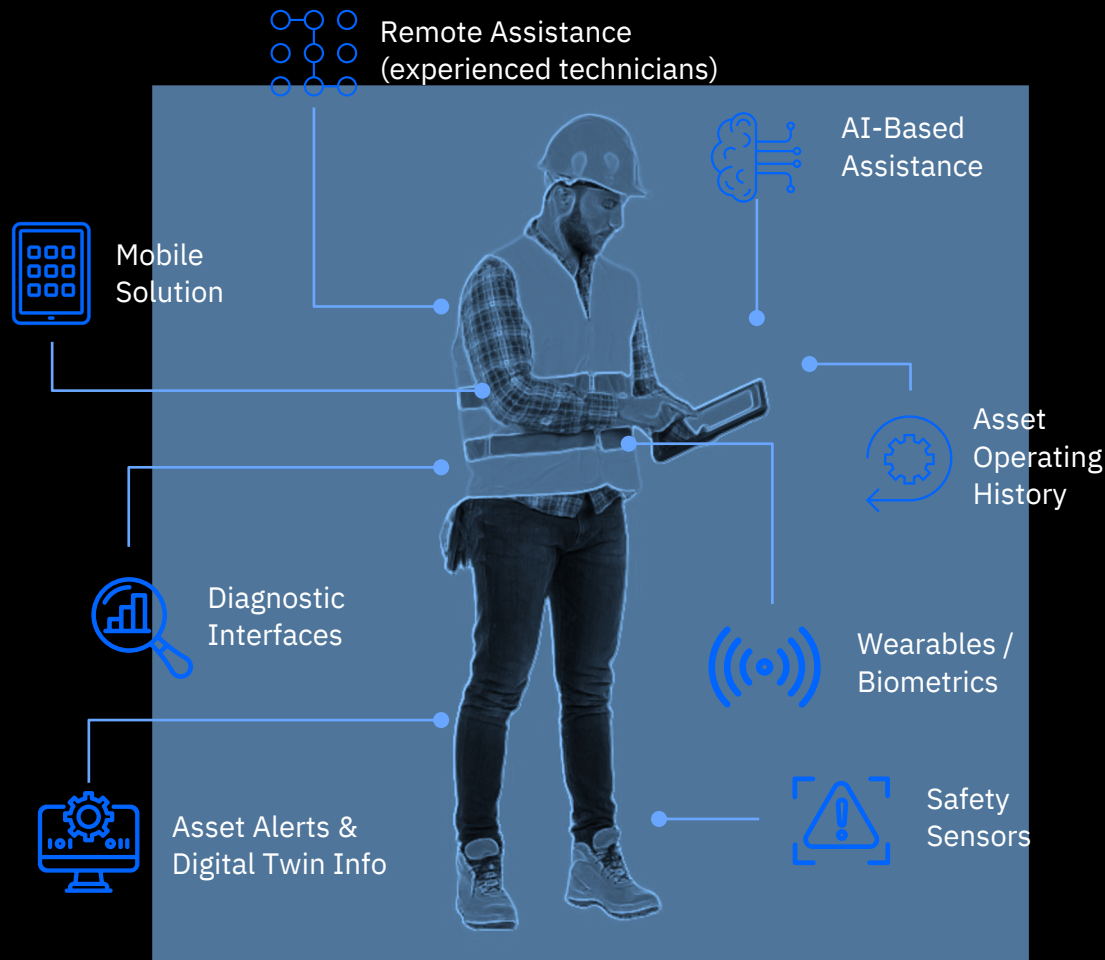 Remote Assistance
(experienced technicians)
AI-Based
Assistance
Mobile
Solution
Asset
Operating
History
Diagnostic
Interfaces
Wearables /
Biometrics
Asset Alerts &
Digital Twin Info
Safety
Sensors